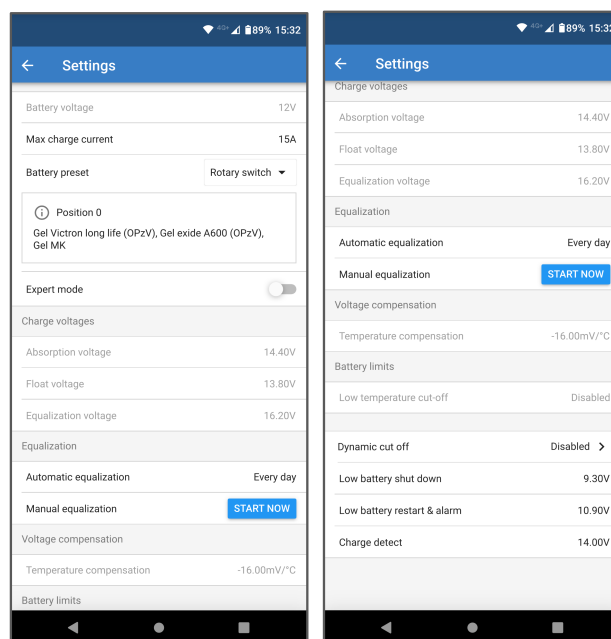 4G+ 89% 15:32
Settings
Battery voltage 12V
Max charge current 15A
Battery preset Rotary switch
Position 0
Gel Victron long life (OPzV), Gel exide A600 (OPzV),
Gel MK
Expert mode
Charge voltages
Absorption voltage 14.40V
Float voltage 13.80V
Equalization voltage 16.20V
Equalization
Automatic equalization Every day
Manual equalization START NOW
Voltage compensation
Temperature compensation -16.00mV/°C
Battery limits
4G+ 89% 15:32
Settings
Charge voltages
Absorption voltage 14.40V
Float voltage 13.80V
Equalization voltage 16.20V
Equalization
Automatic equalization Every day
Manual equalization START NOW
Voltage compensation
Temperature compensation -16.00mV/°C
Battery limits
Low temperature cut-off Disabled
Dynamic cut off Disabled
Low battery shut down 9.30V
Low battery restart & alarm 10.90V
Charge detect 14.00V